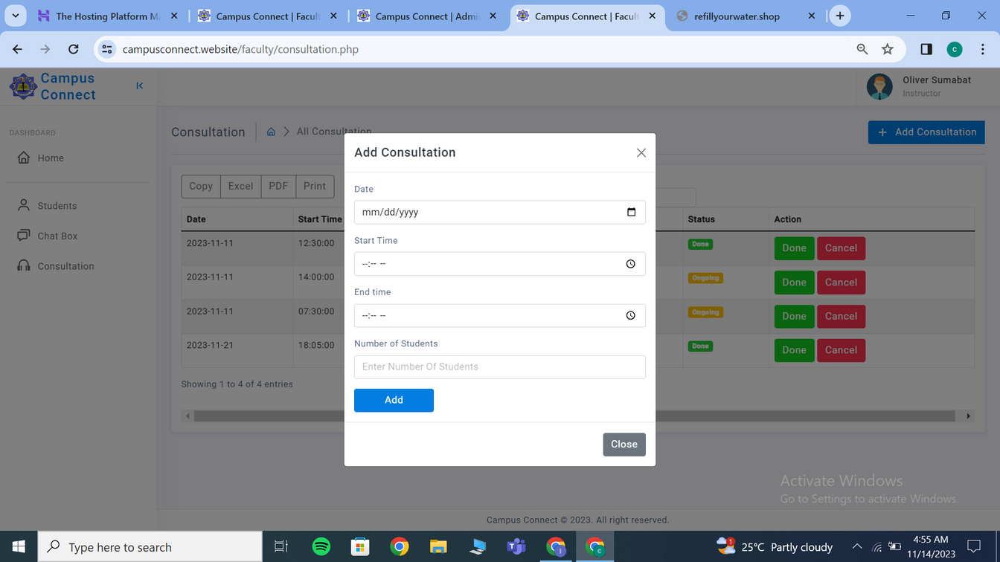 The Hosting Platform M
Campus Connect | Facult
Campus Connect | Admi
Campus Connect | Facult
refillyourwater.shop
campusconnect.website/faculty/consultation.php
c
Campus
Connect
Oliver Sumabat
Instructor
DASHBOARD
Home
Students
Chat Box
Consultation
Consultation
All Consultation
+ Add Consultation
Copy
Excel
PDF
Print
Date
Start Time
Status
Action
2023-11-11
12:30:00
Done
Done
Cancel
2023-11-11
14:00:00
Ongoing
Done
Cancel
2023-11-11
07:30:00
Ongoing
Done
Cancel
2023-11-21
18:05:00
Done
Done
Cancel
Showing 1 to 4 of 4 entries
Add Consultation
Date
mm/dd/yyyy
Start Time
--:-- --
End time
--:-- --
Number of Students
Enter Number Of Students
Add
Close
Activate Windows
Go to Settings to activate Windows.
Campus Connect © 2023. All right reserved.
Type here to search
1
25°C Partly cloudy
4:55 AM
11/14/2023